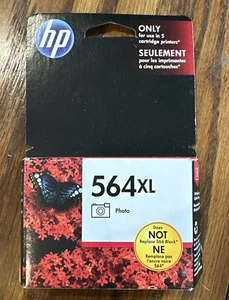 hp
ONLY
for use in 5
cartridge printers*
SEULEMENT
pour les imprimantes
à cinq cartouches*
564XL
Photo
Does
NOT
Replace 564 Black*
NE
Remplace pas
l'encre noire
564*